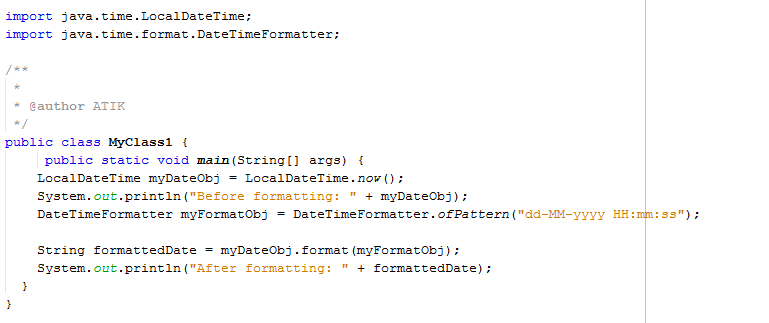 import java.time.LocalDateTime;
import java.time.format.DateTimeFormatter;
/**
*
* @author ATIK
*/
public class MyClass1 {
public static void main(String[] args) {
LocalDateTime myDateObj = LocalDateTime.now();
System.out.println("Before formatting: " + myDateObj);
DateTimeFormatter myFormatObj = DateTimeFormatter.ofPattern("dd-MM-yyyy HH:mm:ss");
String formattedDate = myDateObj.format(myFormatObj);
System.out.println("After formatting: " + formattedDate);
}
}